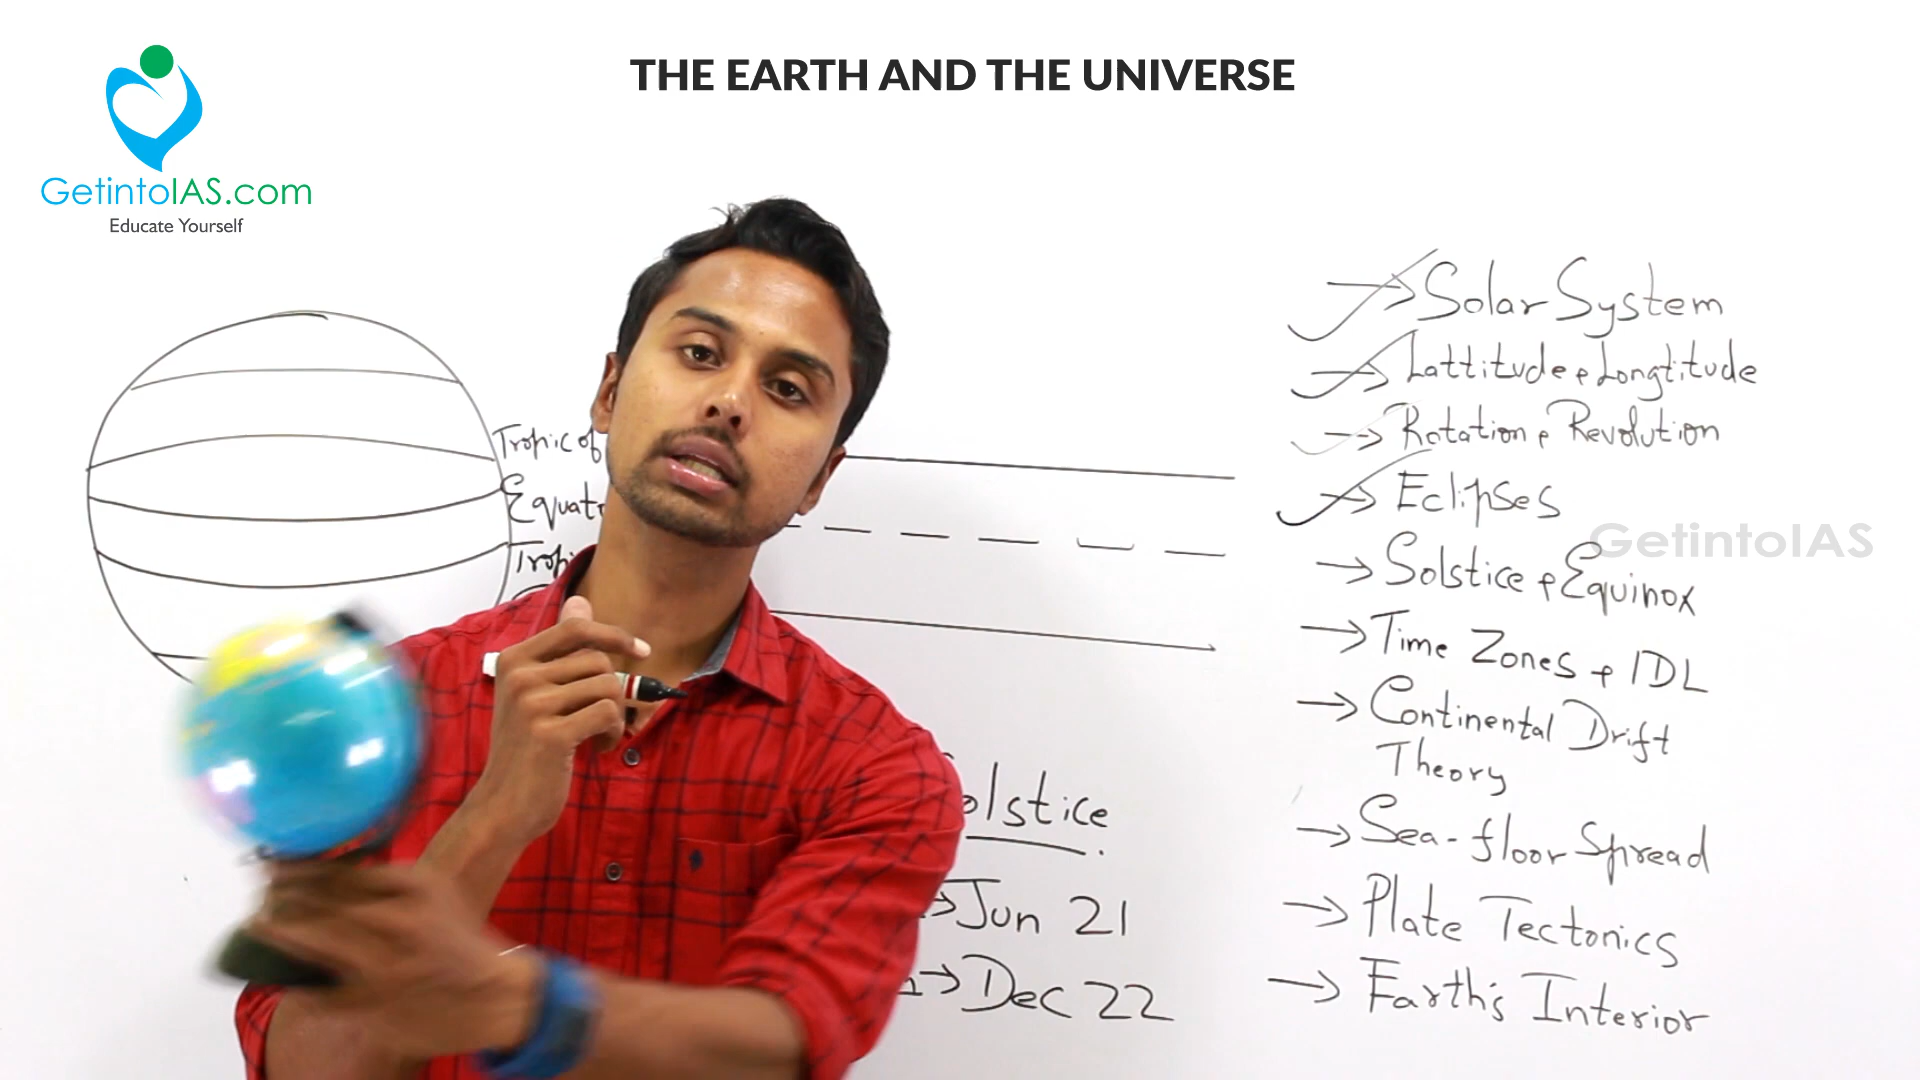 THE EARTH AND THE UNIVERSE
GetintoIAS.com
Educate Yourself
Tropic of
Equat
Trop
→ Solar System
→ Lattitude & Longtitude
→ Rotation & Revolution
→ Eclipses
GetintoIAS
→ Solstice & Equinox
→ Time Zones & IDL
→ Continental Drift
Theory
→ Sea-floor Spread
→ Plate Tectonics
→ Earth's Interior
olstice
→ Jun 21
→ Dec 22